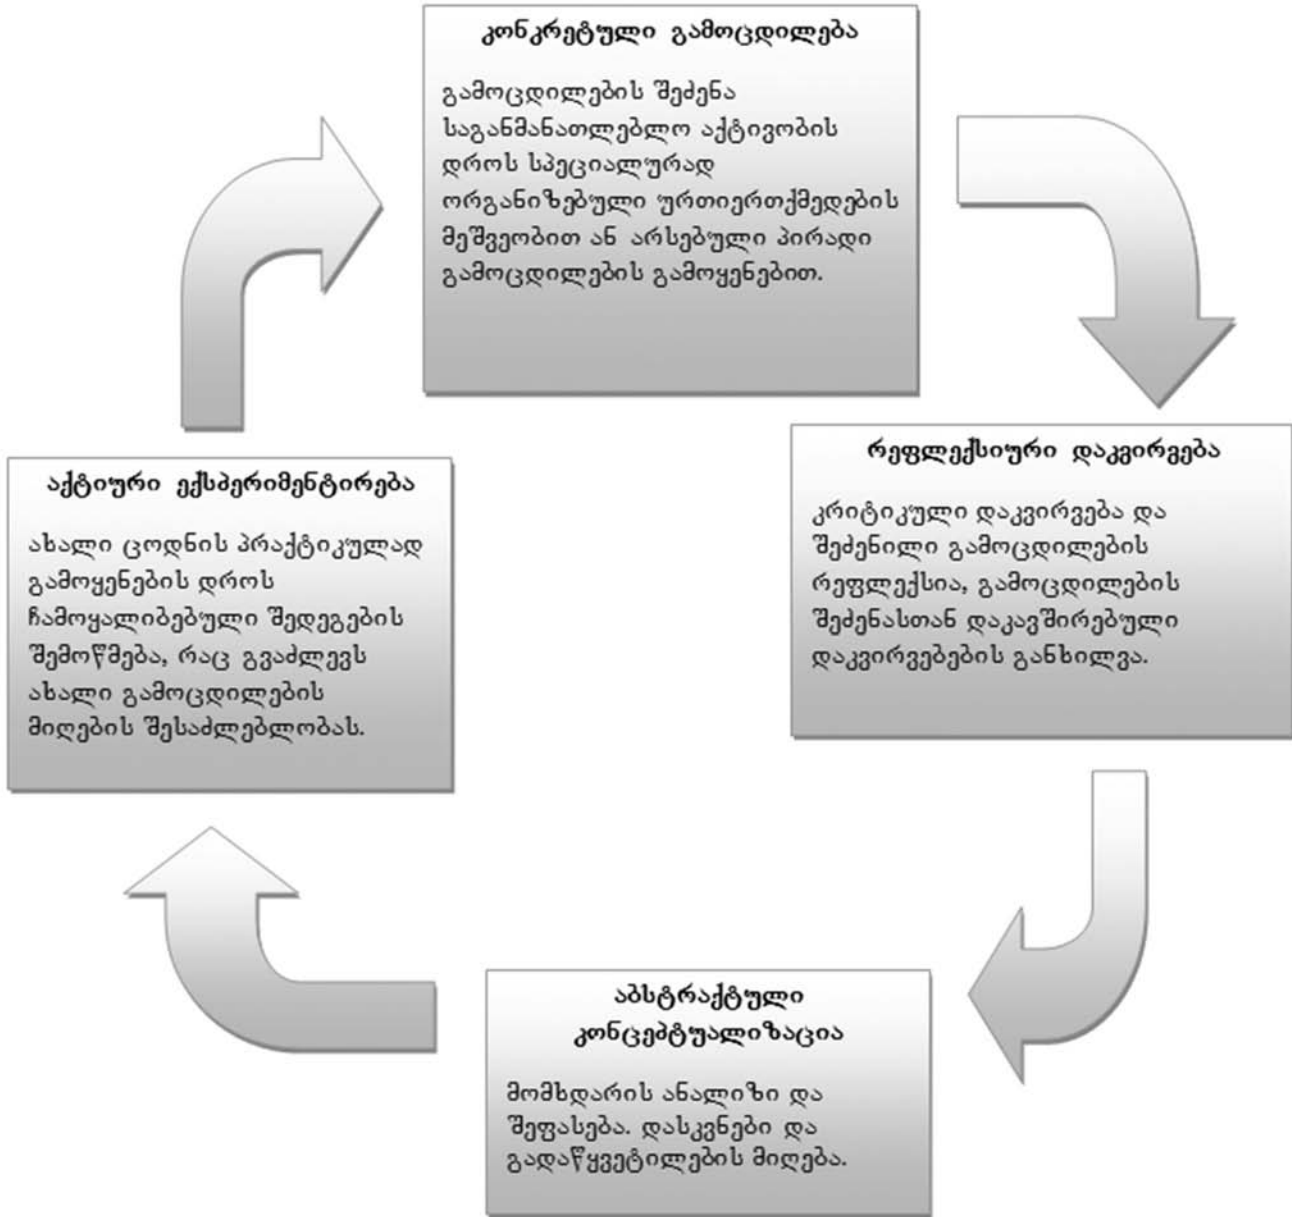 კონკრეტული გამოცდილება
გამოცდილების შეძენა
საგანმანათლებლო აქტივობის
დროს სპეციალურად
ორგანიზებული ურთიერთქმედების
მეშვეობით ან არსებული პირადი
გამოცდილების გამოყენებით.
რეფლექსიური დაკვირვება
კრიტიკული დაკვირვება და
შეძენილი გამოცდილების
რეფლექსია, გამოცდილების
შეძენასთან დაკავშირებული
დაკვირვებების განხილვა.
აბსტრაქტული
კონცეპტუალიზაცია
მომხდარის ანალიზი და
შეფასება. დასკვნები და
გადაწყვეტილების მიღება.
აქტიური ექსპერიმენტირება
ახალი ცოდნის პრაქტიკულად
გამოყენების დროს
ჩამოყალიბებული შედეგების
შემოწმება, რაც გვაძლევს
ახალი გამოცდილების
მიღების შესაძლებლობას.